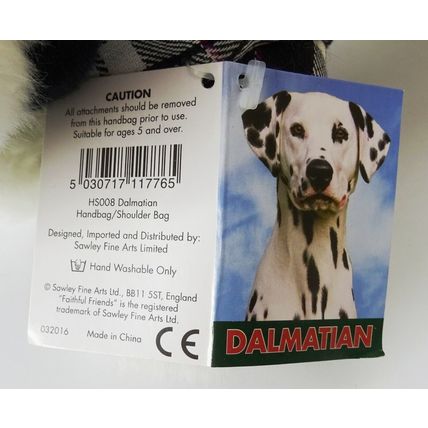 CAUTION
All attachments should be removed
from this handbag prior to use.
Suitable for ages 5 and over.
5 030717 117765
HS008 Dalmatian
Handbag/Shoulder Bag
Designed, Imported and Distributed by:
Sawley Fine Arts Limited
Hand Washable Only
© Sawley Fine Arts Ltd., BB11 5ST, England
"Faithful Friends" is the registered
trademark of Sawley Fine Arts Ltd.
032016
Made in China
CE
DALMATIAN